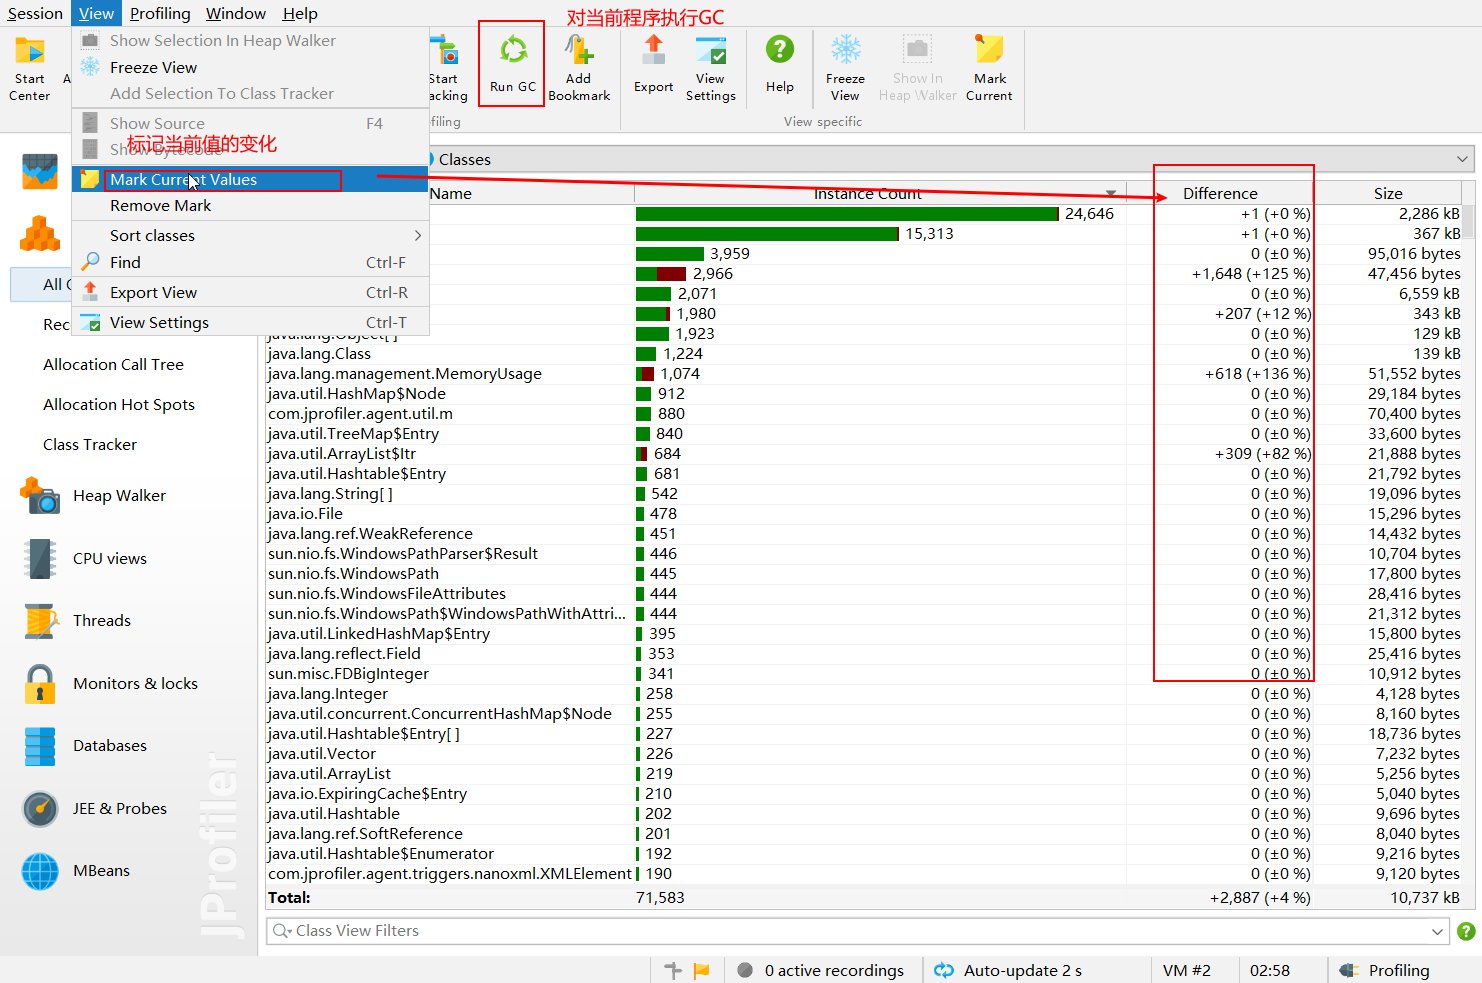 Session View Profiling Window Help
对当前程序执行GC
Start Center
Start
acking
Run GC
Add Bookmark
Export
View Settings
Help
Freeze View
Show In Heap Walker
Mark Current
filing
View specific
Show Selection In Heap Walker
Freeze View
Add Selection To Class Tracker
Show Source F4
Show Bytecode
标记当前值的变化
Mark Current Values
Remove Mark
Sort classes
Find Ctrl-F
Export View Ctrl-R
View Settings Ctrl-T
All C
Rec
Allocation Call Tree
Allocation Hot Spots
Class Tracker
Heap Walker
CPU views
Threads
Monitors & locks
Databases
JEE & Probes
MBeans
JProfiler
Classes
Name Instance Count Difference Size
24,646 +1 (+0 %) 2,286 kB
15,313 +1 (+0 %) 367 kB
3,959 0 (±0 %) 95,016 bytes
2,966 +1,648 (+125 %) 47,456 bytes
2,071 0 (±0 %) 6,559 kB
1,980 +207 (+12 %) 343 kB
java.lang.Object[] 1,923 0 (±0 %) 129 kB
java.lang.Class 1,224 0 (±0 %) 139 kB
java.lang.management.MemoryUsage 1,074 +618 (+136 %) 51,552 bytes
java.util.HashMap$Node 912 0 (±0 %) 29,184 bytes
com.jprofiler.agent.util.m 880 0 (±0 %) 70,400 bytes
java.util.TreeMap$Entry 840 0 (±0 %) 33,600 bytes
java.util.ArrayList$Itr 684 +309 (+82 %) 21,888 bytes
java.util.Hashtable$Entry 681 0 (±0 %) 21,792 bytes
java.lang.String[] 542 0 (±0 %) 19,096 bytes
java.io.File 478 0 (±0 %) 15,296 bytes
java.lang.ref.WeakReference 451 0 (±0 %) 14,432 bytes
sun.nio.fs.WindowsPathParser$Result 446 0 (±0 %) 10,704 bytes
sun.nio.fs.WindowsPath 445 0 (±0 %) 17,800 bytes
sun.nio.fs.WindowsFileAttributes 444 0 (±0 %) 28,416 bytes
sun.nio.fs.WindowsPath$WindowsPathWithAttri... 444 0 (±0 %) 21,312 bytes
java.util.LinkedHashMap$Entry 395 0 (±0 %) 15,800 bytes
java.lang.reflect.Field 353 0 (±0 %) 25,416 bytes
sun.misc.FDBigInteger 341 0 (±0 %) 10,912 bytes
java.lang.Integer 258 0 (±0 %) 4,128 bytes
java.util.concurrent.ConcurrentHashMap$Node 255 0 (±0 %) 8,160 bytes
java.util.Hashtable$Entry[] 227 0 (±0 %) 18,736 bytes
java.util.Vector 226 0 (±0 %) 7,232 bytes
java.util.ArrayList 219 0 (±0 %) 5,256 bytes
java.io.ExpiringCache$Entry 210 0 (±0 %) 5,040 bytes
java.util.Hashtable 202 0 (±0 %) 9,696 bytes
java.lang.ref.SoftReference 201 0 (±0 %) 8,040 bytes
java.util.Hashtable$Enumerator 192 0 (±0 %) 9,216 bytes
com.jprofiler.agent.triggers.nanoxml.XMLElement 190 0 (±0 %) 9,120 bytes
Total: 71,583 +2,887 (+4 %) 10,737 kB
Class View Filters
0 active recordings Auto-update 2 s VM #2 02:58 Profiling